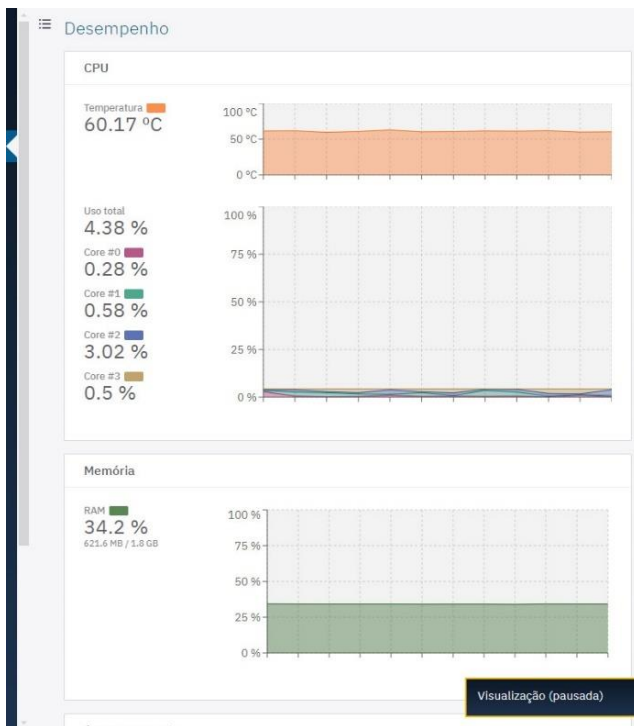 Desempenho
CPU
Temperatura
60.17 ºC
100 ºC
50 ºC
0 ºC
Uso total
4.38 %
Core #0
0.28 %
Core #1
0.58 %
Core #2
3.02 %
Core #3
0.5 %
100 %
75 %
50 %
25 %
0 %
Memória
RAM
34.2 %
621.6 MB / 1.8 GB
100 %
75 %
50 %
25 %
0 %
Visualização (pausada)